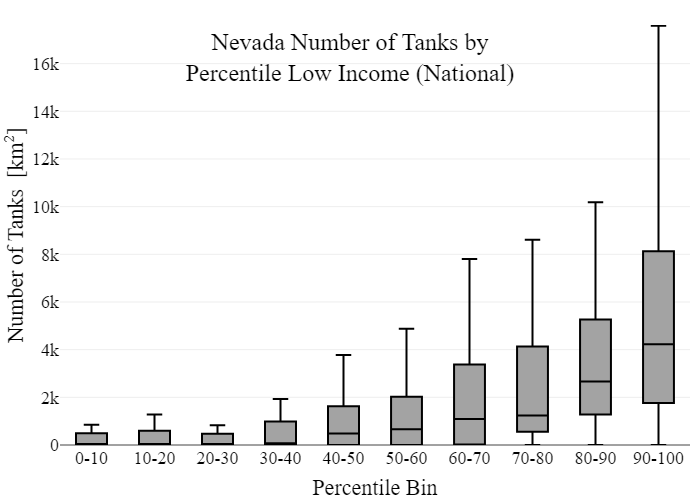 Nevada Number of Tanks by
Percentile Low Income (National)
Number of Tanks [km²]
16k
14k
12k
10k
8k
6k
4k
2k
0
0-10 10-20 20-30 30-40 40-50 50-60 60-70 70-80 80-90 90-100
Percentile Bin